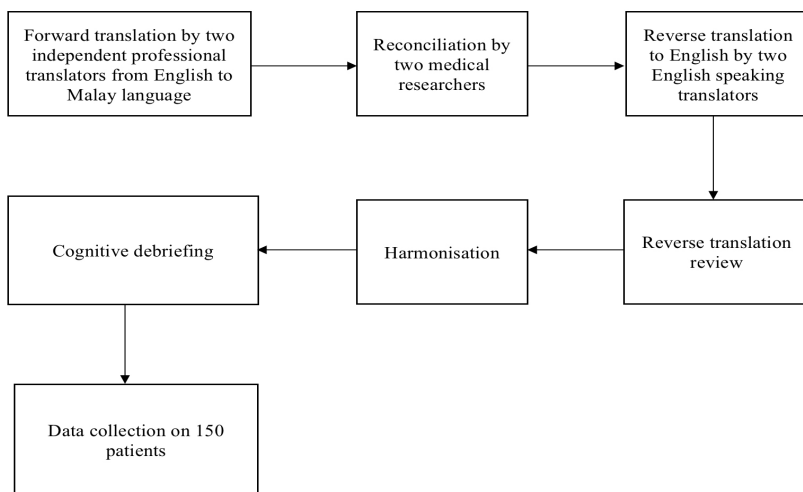 Forward translation by two
independent professional
translators from English to
Malay language
Reconciliation by
two medical
researchers
Reverse translation
to English by two
English speaking
translators
Reverse translation
review
Harmonisation
Cognitive debriefing
Data collection on 150
patients